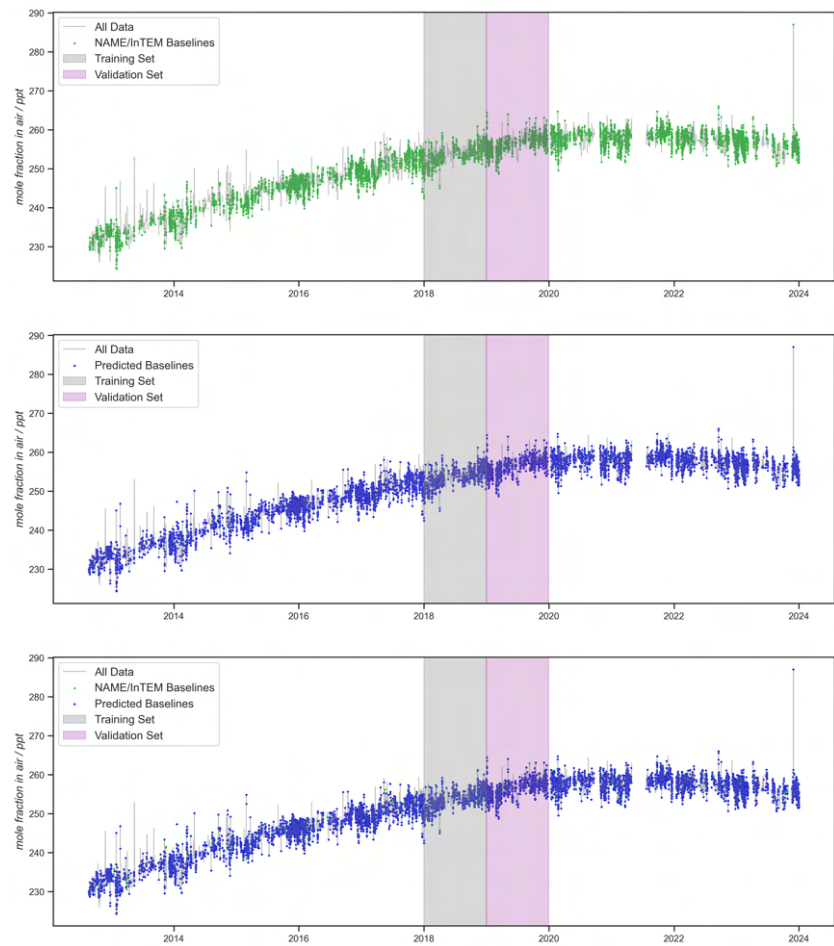 290
All Data
NAME/InTEM Baselines
280
Training Set
Validation Set
270
260
250
240
230
mole fraction in air / ppt
2014 2016 2018 2020 2022 2024
290
All Data
Predicted Baselines
280
Training Set
Validation Set
270
260
250
240
230
mole fraction in air / ppt
2014 2016 2018 2020 2022 2024
290
All Data
NAME/InTEM Baselines
280
Predicted Baselines
Training Set
Validation Set
270
260
250
240
230
mole fraction in air / ppt
2014 2016 2018 2020 2022 2024